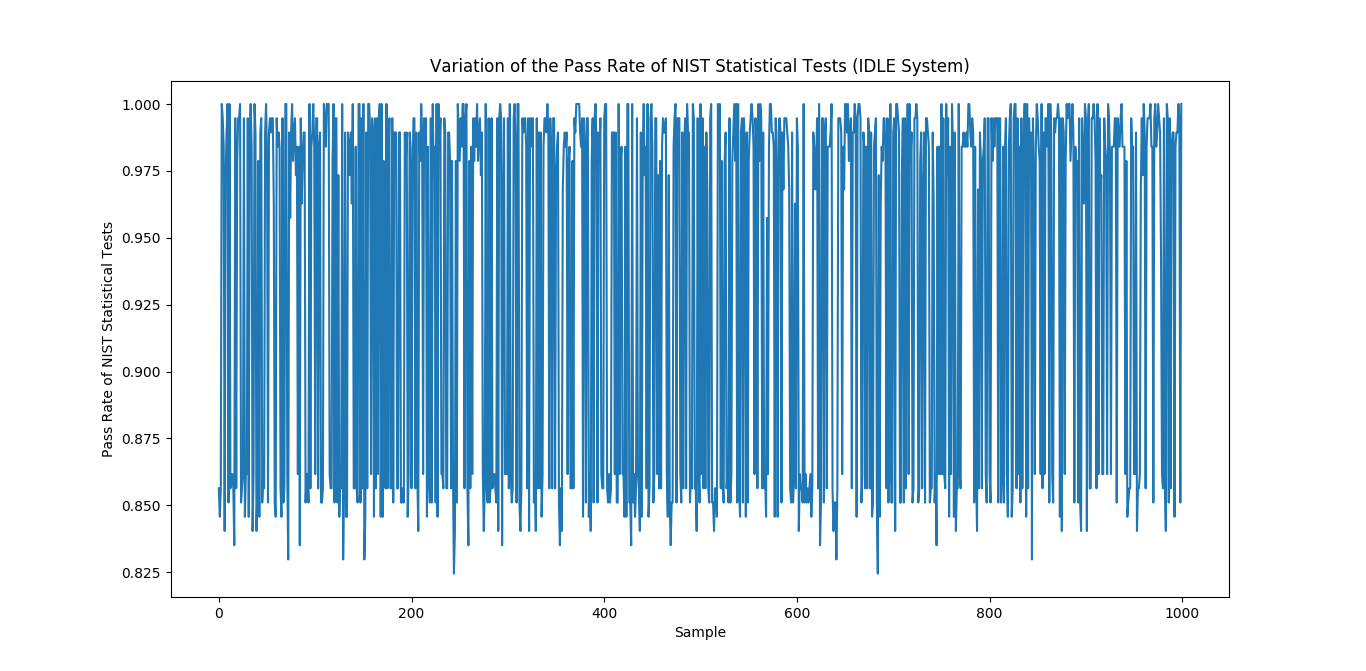 Variation of the Pass Rate of NIST Statistical Tests (IDLE System)
Pass Rate of NIST Statistical Tests
1.000
0.975
0.950
0.925
0.900
0.875
0.850
0.825
0 200 400 600 800 1000
Sample